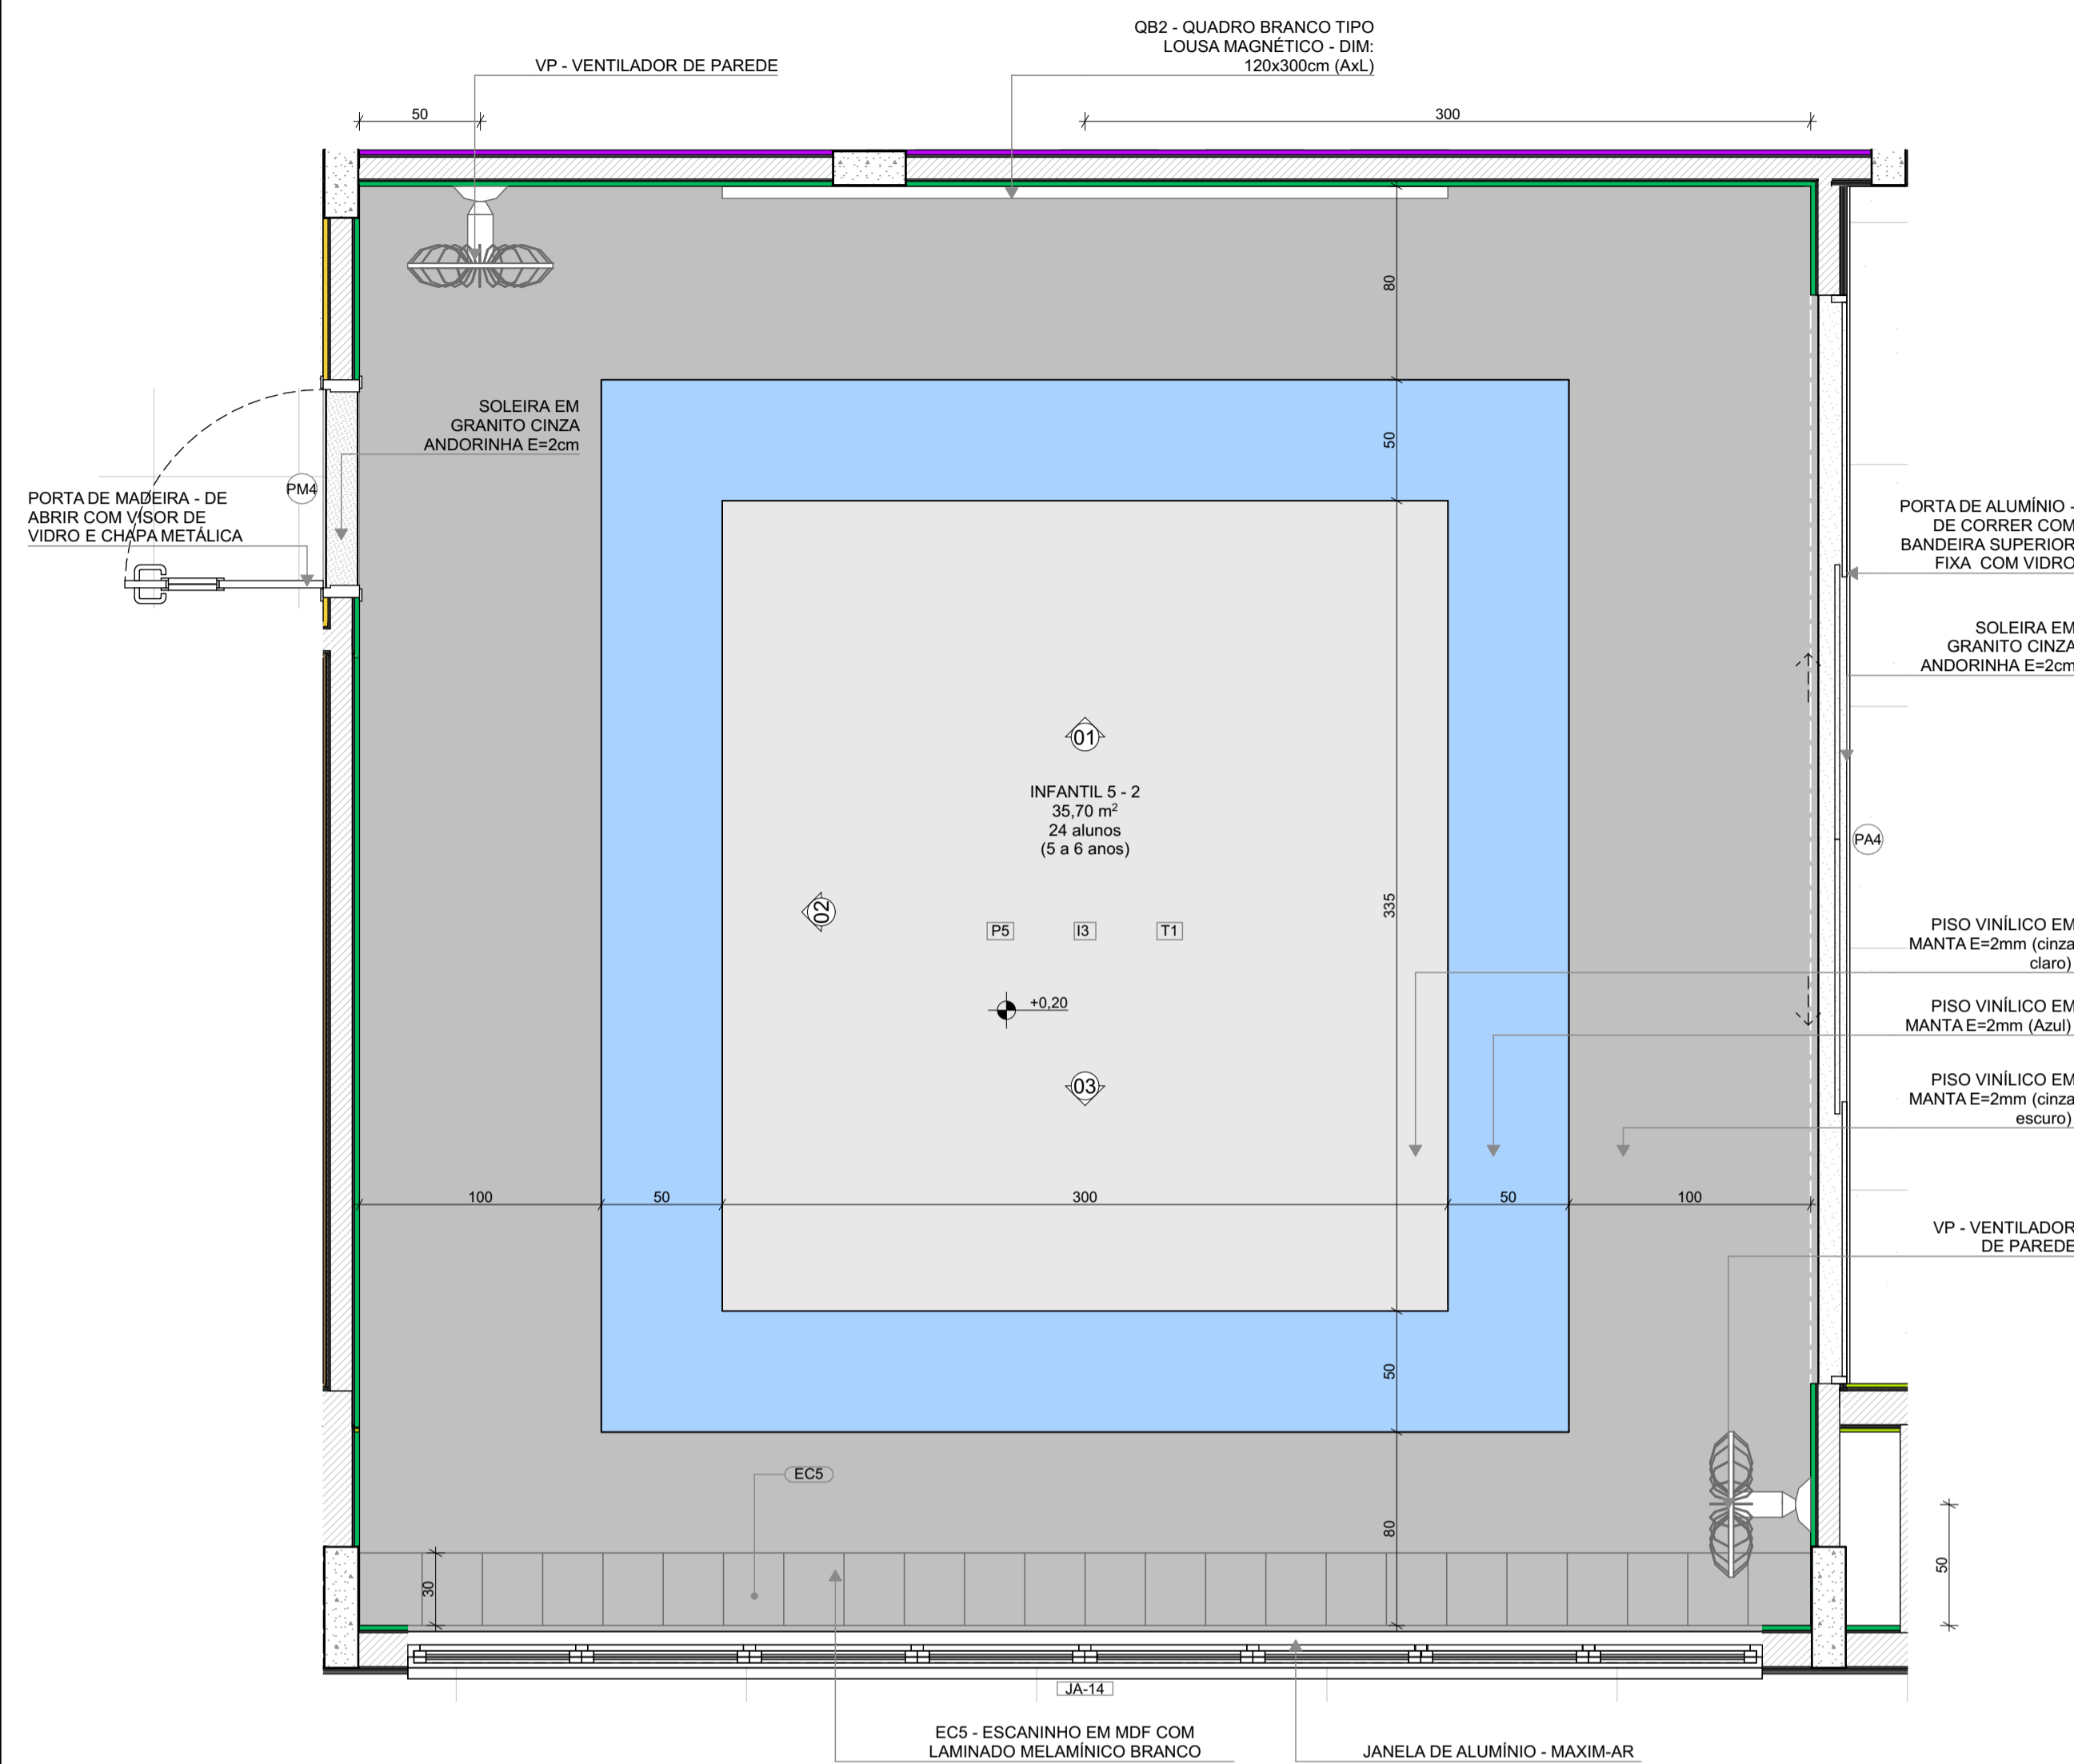 QB2 - QUADRO BRANCO TIPO
LOUSA MAGNÉTICO - DIM:
120x300cm (AxL)
VP - VENTILADOR DE PAREDE
50
300
80
SOLEIRA EM
GRANITO CINZA
ANDORINHA E=2cm
50
PM4
PORTA DE MADEIRA - DE
ABRIR COM VISOR DE
VIDRO E CHAPA METÁLICA
PORTA DE ALUMÍNIO -
DE CORRER COM
BANDEIRA SUPERIOR
FIXA COM VIDRO
SOLEIRA EM
GRANITO CINZA
ANDORINHA E=2cm
01
INFANTIL 5 - 2
35,70 m²
24 alunos
(5 a 6 anos)
PA4
02
335
P5 I3 T1
PISO VINÍLICO EM
MANTA E=2mm (cinza
claro)
+0,20
PISO VINÍLICO EM
MANTA E=2mm (Azul)
03
PISO VINÍLICO EM
MANTA E=2mm (cinza
escuro)
100 50 300 50 100
VP - VENTILADOR
DE PAREDE
50
EC5
80
30
50
JA-14
EC5 - ESCANINHO EM MDF COM
LAMINADO MELAMÍNICO BRANCO
JANELA DE ALUMÍNIO - MAXIM-AR